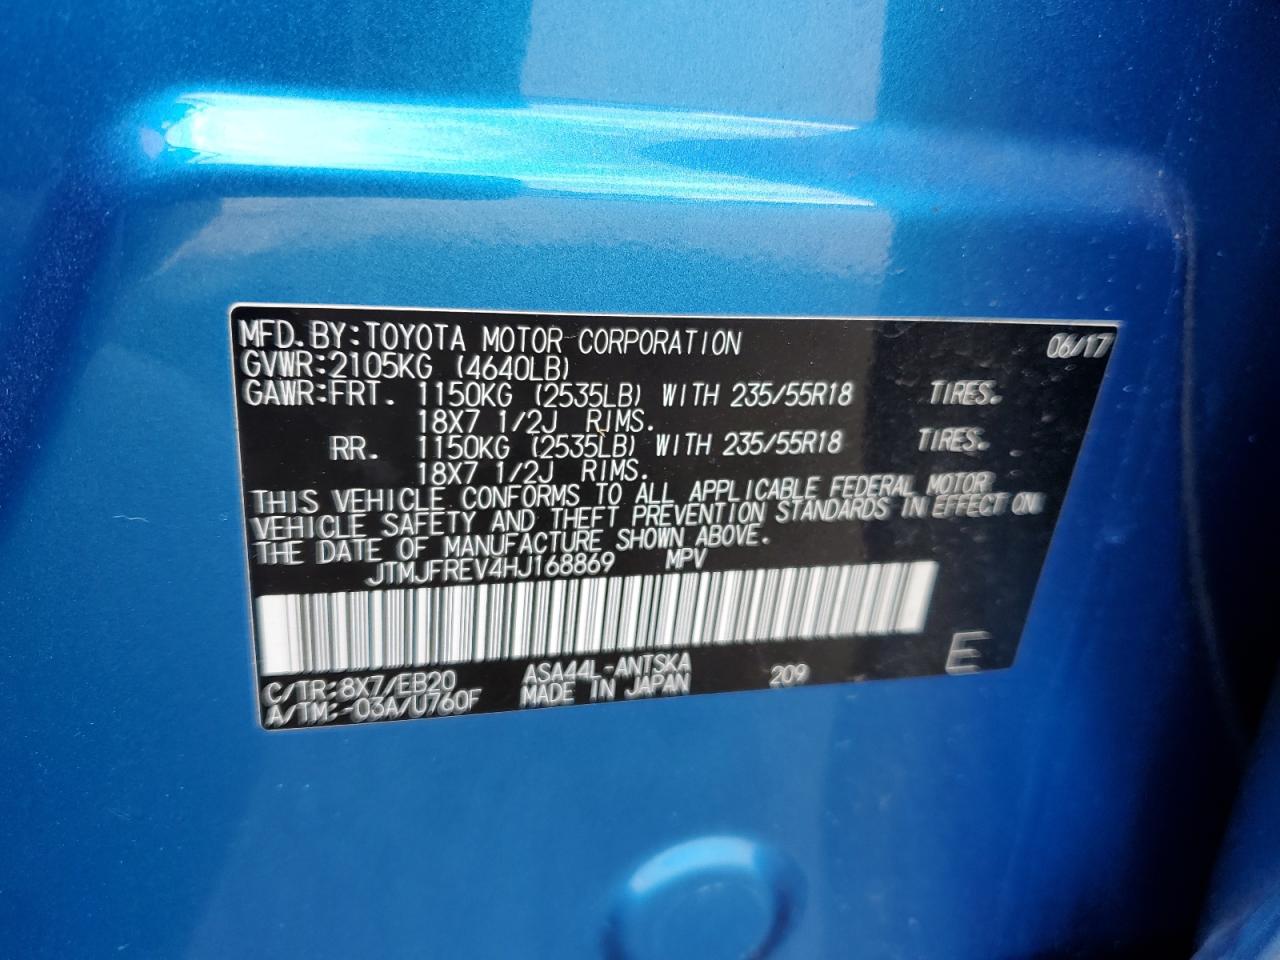 MFD.BY:TOYOTA MOTOR CORPORATION 06/17
GVWR:2105KG (4640LB)
GAWR:FRT. 1150KG (2535LB) WITH 235/55R18 TIRES.
18X7 1/2J RIMS.
RR. 1150KG (2535LB) WITH 235/55R18 TIRES.
18X7 1/2J RIMS.
THIS VEHICLE CONFORMS TO ALL APPLICABLE FEDERAL MOTOR
VEHICLE SAFETY AND THEFT PREVENTION STANDARDS IN EFFECT ON
THE DATE OF MANUFACTURE SHOWN ABOVE.
JTMJFREV4HJ168869 MPV
C/TR:8X7/EB20 ASA44L-ANTSKA 209 E
A/TM:-03A/U760F MADE IN JAPAN